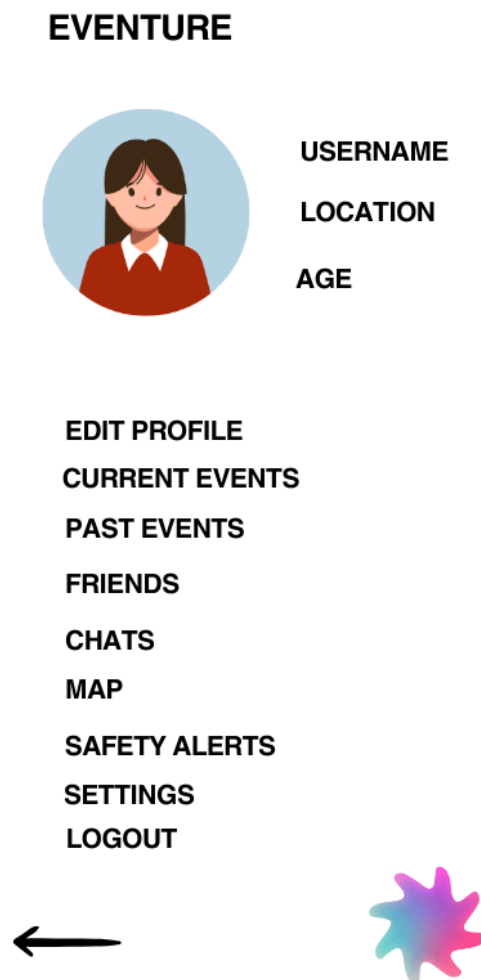 EVENTURE
USERNAME
LOCATION
AGE
EDIT PROFILE
CURRENT EVENTS
PAST EVENTS
FRIENDS
CHATS
MAP
SAFETY ALERTS
SETTINGS
LOGOUT